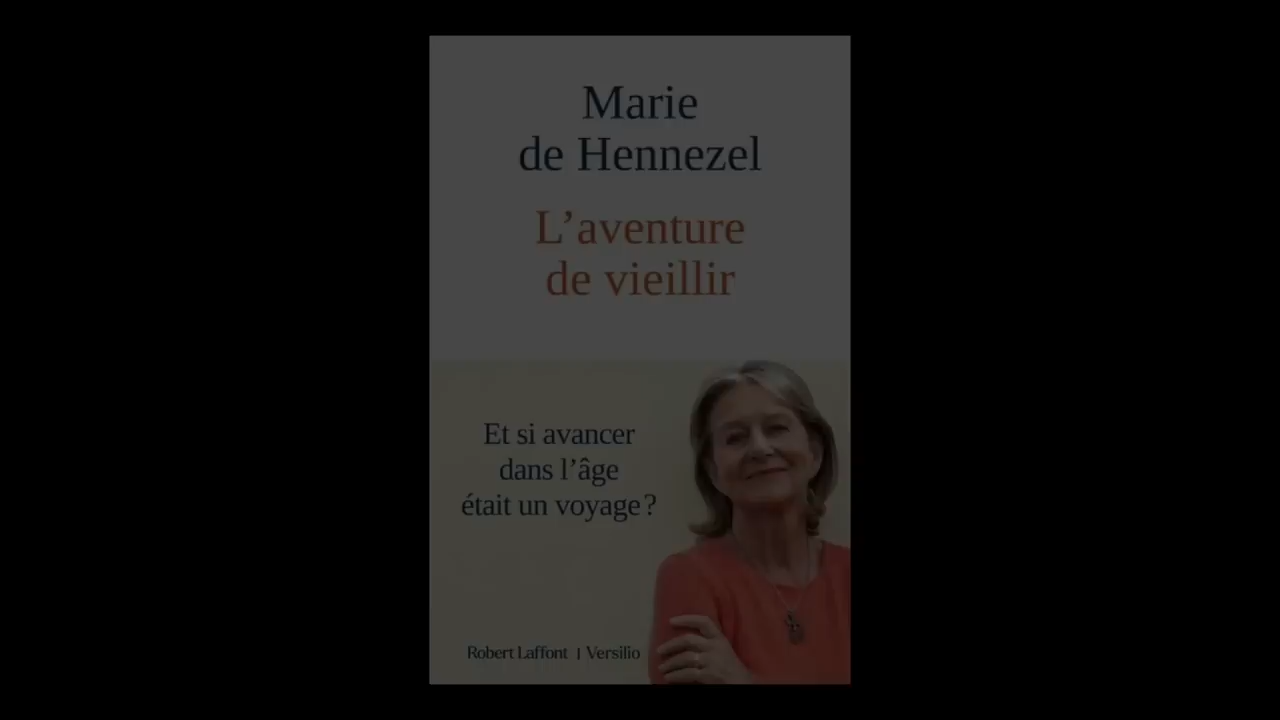 Marie
de Hennezel
L’aventure
de vieillir
Et si avancer
dans l’âge
était un voyage ?
Robert Laffont | Versilio